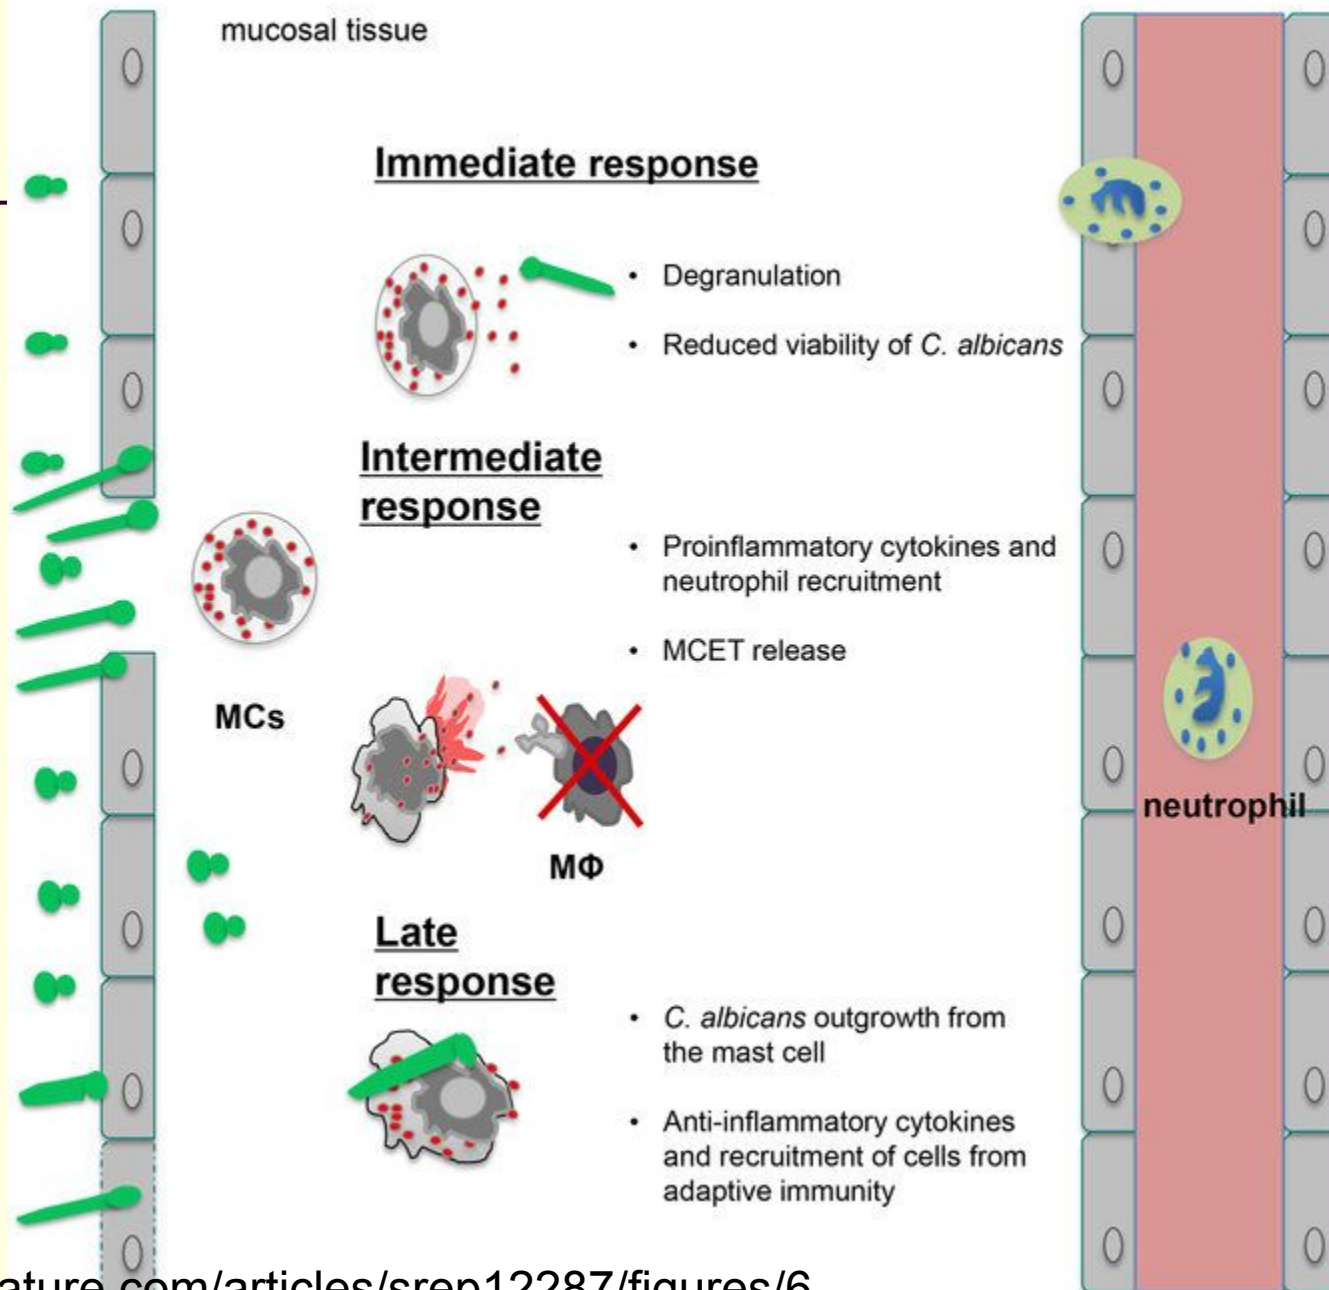 mucosal tissue
Immediate response
• Degranulation
• Reduced viability of C. albicans
Intermediate
response
• Proinflammatory cytokines and
neutrophil recruitment
• MCET release
MCs
MΦ
neutrophil
Late
response
• C. albicans outgrowth from
the mast cell
• Anti-inflammatory cytokines
and recruitment of cells from
adaptive immunity
ature.com/articles/srep12287/figures/6